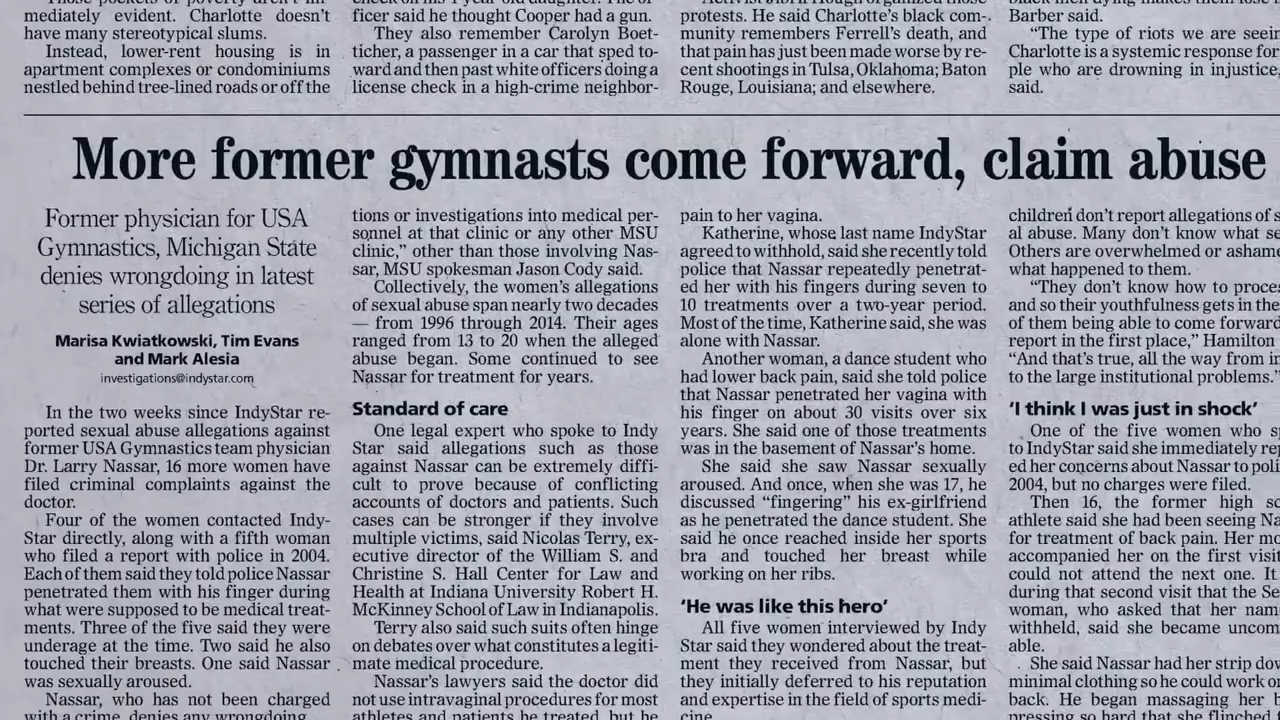 mediately evident. Charlotte doesn't
have many stereotypical slums.
Instead, lower-rent housing is in
apartment complexes or condominiums
nestled behind tree-lined roads or off the
ficer said he thought Cooper had a gun.
They also remember Carolyn Boet-
ticher, a passenger in a car that sped to-
ward and then past white officers doing a
license check in a high-crime neighbor-
protests. He said Charlotte's black com-
munity remembers Ferrell's death, and
that pain has just been made worse by re-
cent shootings in Tulsa, Oklahoma; Baton
Rouge, Louisiana; and elsewhere.
Barber said.
"The type of riots we are seein
Charlotte is a systemic response for
ple who are drowning in injustice,
said.
More former gymnasts come forward, claim abuse
Former physician for USA
Gymnastics, Michigan State
denies wrongdoing in latest
series of allegations
Marisa Kwiatkowski, Tim Evans
and Mark Alesia
investigations@indystar.com
In the two weeks since IndyStar re-
ported sexual abuse allegations against
former USA Gymnastics team physician
Dr. Larry Nassar, 16 more women have
filed criminal complaints against the
doctor.
Four of the women contacted Indy-
Star directly, along with a fifth woman
who filed a report with police in 2004.
Each of them said they told police Nassar
penetrated them with his finger during
what were supposed to be medical treat-
ments. Three of the five said they were
underage at the time. Two said he also
touched their breasts. One said Nassar
was sexually aroused.
Nassar, who has not been charged
with a crime, denies any wrongdoing.
tions or investigations into medical per-
sonnel at that clinic or any other MSU
clinic," other than those involving Nas-
sar, MSU spokesman Jason Cody said.
Collectively, the women's allegations
of sexual abuse span nearly two decades
— from 1996 through 2014. Their ages
ranged from 13 to 20 when the alleged
abuse began. Some continued to see
Nassar for treatment for years.
Standard of care
One legal expert who spoke to Indy
Star said allegations such as those
against Nassar can be extremely diffi-
cult to prove because of conflicting
accounts of doctors and patients. Such
cases can be stronger if they involve
multiple victims, said Nicolas Terry, ex-
ecutive director of the William S. and
Christine S. Hall Center for Law and
Health at Indiana University Robert H.
McKinney School of Law in Indianapolis.
Terry also said such suits often hinge
on debates over what constitutes a legiti-
mate medical procedure.
Nassar's lawyers said the doctor did
not use intravaginal procedures for most
athletes and patients he treated, but he
pain to her vagina.
Katherine, whose last name IndyStar
agreed to withhold, said she recently told
police that Nassar repeatedly penetrat-
ed her with his fingers during seven to
10 treatments over a two-year period.
Most of the time, Katherine said, she was
alone with Nassar.
Another woman, a dance student who
had lower back pain, said she told police
that Nassar penetrated her vagina with
his finger on about 30 visits over six
years. She said one of those treatments
was in the basement of Nassar's home.
She said she saw Nassar sexually
aroused. And once, when she was 17, he
discussed "fingering" his ex-girlfriend
as he penetrated the dance student. She
said he once reached inside her sports
bra and touched her breast while
working on her ribs.
'He was like this hero'
All five women interviewed by Indy
Star said they wondered about the treat-
ment they received from Nassar, but
they initially deferred to his reputation
and expertise in the field of sports medi-
cine.
children don't report allegations of s
al abuse. Many don't know what se
Others are overwhelmed or ashame
what happened to them.
"They don't know how to proce
and so their youthfulness gets in the
of them being able to come forward
report in the first place," Hamilton
"And that's true, all the way from in
to the large institutional problems."
'I think I was just in shock'
One of the five women who sp
to IndyStar said she immediately rep
ed her concerns about Nassar to poli
2004, but no charges were filed.
Then 16, the former high sc
athlete said she had been seeing Na
for treatment of back pain. Her mo
accompanied her on the first visit
could not attend the next one. It
during that second visit that the Se
woman, who asked that her nam
withheld, said she became uncom
able.
She said Nassar had her strip dow
minimal clothing so he could work o
back. He began massaging her
pressing so hard that she flinched